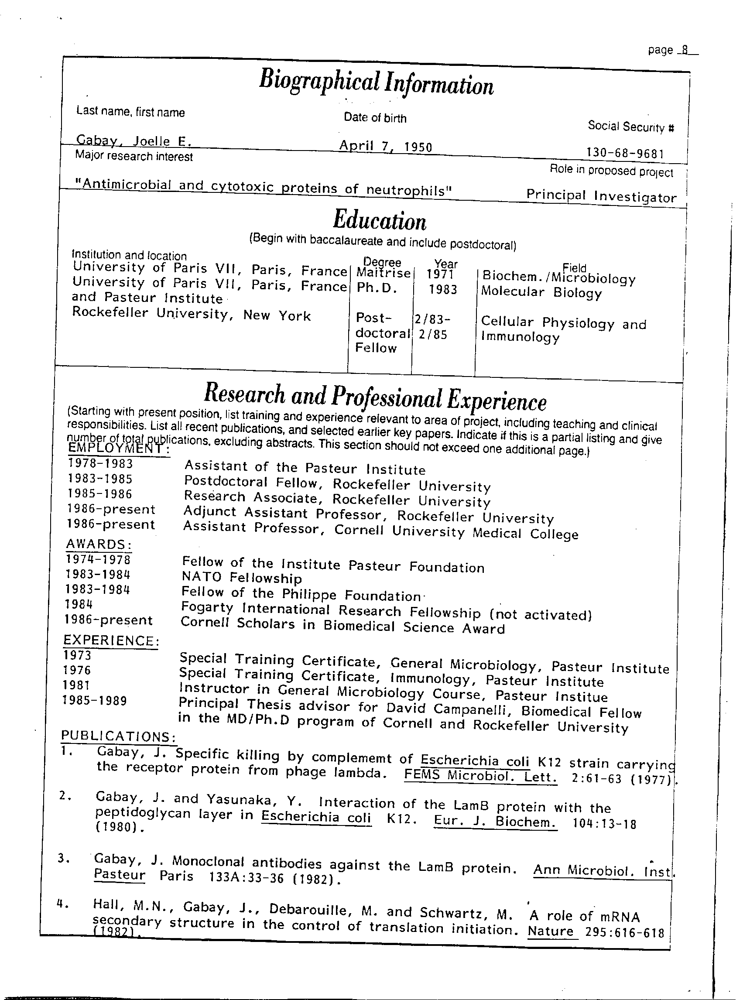 page 8
Biographical Information
Last name, first name
Date of birth
Social Security #
Gabay, Joelle E.
April 7, 1950
130-68-9681
Major research interest
Role in proposed project
"Antimicrobial and cytotoxic proteins of neutrophils"
Principal Investigator
Education
(Begin with baccalaureate and include postdoctoral)
Institution and location Degree Year Field
University of Paris VII, Paris, France Maitrise 1971 Biochem./Microbiology
University of Paris VII, Paris, France Ph.D. 1983 Molecular Biology
and Pasteur Institute
Rockefeller University, New York Post- 2/83- Cellular Physiology and
doctoral 2/85 Immunology
Fellow
Research and Professional Experience
(Starting with present position, list training and experience relevant to area of project, including teaching and clinical
responsibilities. List all recent publications, and selected earlier key papers. Indicate if this is a partial listing and give
number of total publications, excluding abstracts. This section should not exceed one additional page.)
EMPLOYMENT:
1978-1983 Assistant of the Pasteur Institute
1983-1985 Postdoctoral Fellow, Rockefeller University
1985-1986 Research Associate, Rockefeller University
1986-present Adjunct Assistant Professor, Rockefeller University
1986-present Assistant Professor, Cornell University Medical College
AWARDS:
1974-1978 Fellow of the Institute Pasteur Foundation
1983-1984 NATO Fellowship
1983-1984 Fellow of the Philippe Foundation
1984 Fogarty International Research Fellowship (not activated)
1986-present Cornell Scholars in Biomedical Science Award
EXPERIENCE:
1973 Special Training Certificate, General Microbiology, Pasteur Institute
1976 Special Training Certificate, Immunology, Pasteur Institute
1981 Instructor in General Microbiology Course, Pasteur Institue
1985-1989 Principal Thesis advisor for David Campanelli, Biomedical Fellow
in the MD/Ph.D program of Cornell and Rockefeller University
PUBLICATIONS:
1. Gabay, J. Specific killing by complememt of Escherichia coli K12 strain carrying
the receptor protein from phage lambda. FEMS Microbiol. Lett. 2:61-63 (1977).
2. Gabay, J. and Yasunaka, Y. Interaction of the LamB protein with the
peptidoglycan layer in Escherichia coli K12. Eur. J. Biochem. 104:13-18
(1980).
3. Gabay, J. Monoclonal antibodies against the LamB protein. Ann Microbiol. Inst.
Pasteur Paris 133A:33-36 (1982).
4. Hall, M.N., Gabay, J., Debarouille, M. and Schwartz, M. A role of mRNA
secondary structure in the control of translation initiation. Nature 295:616-618
(1982).